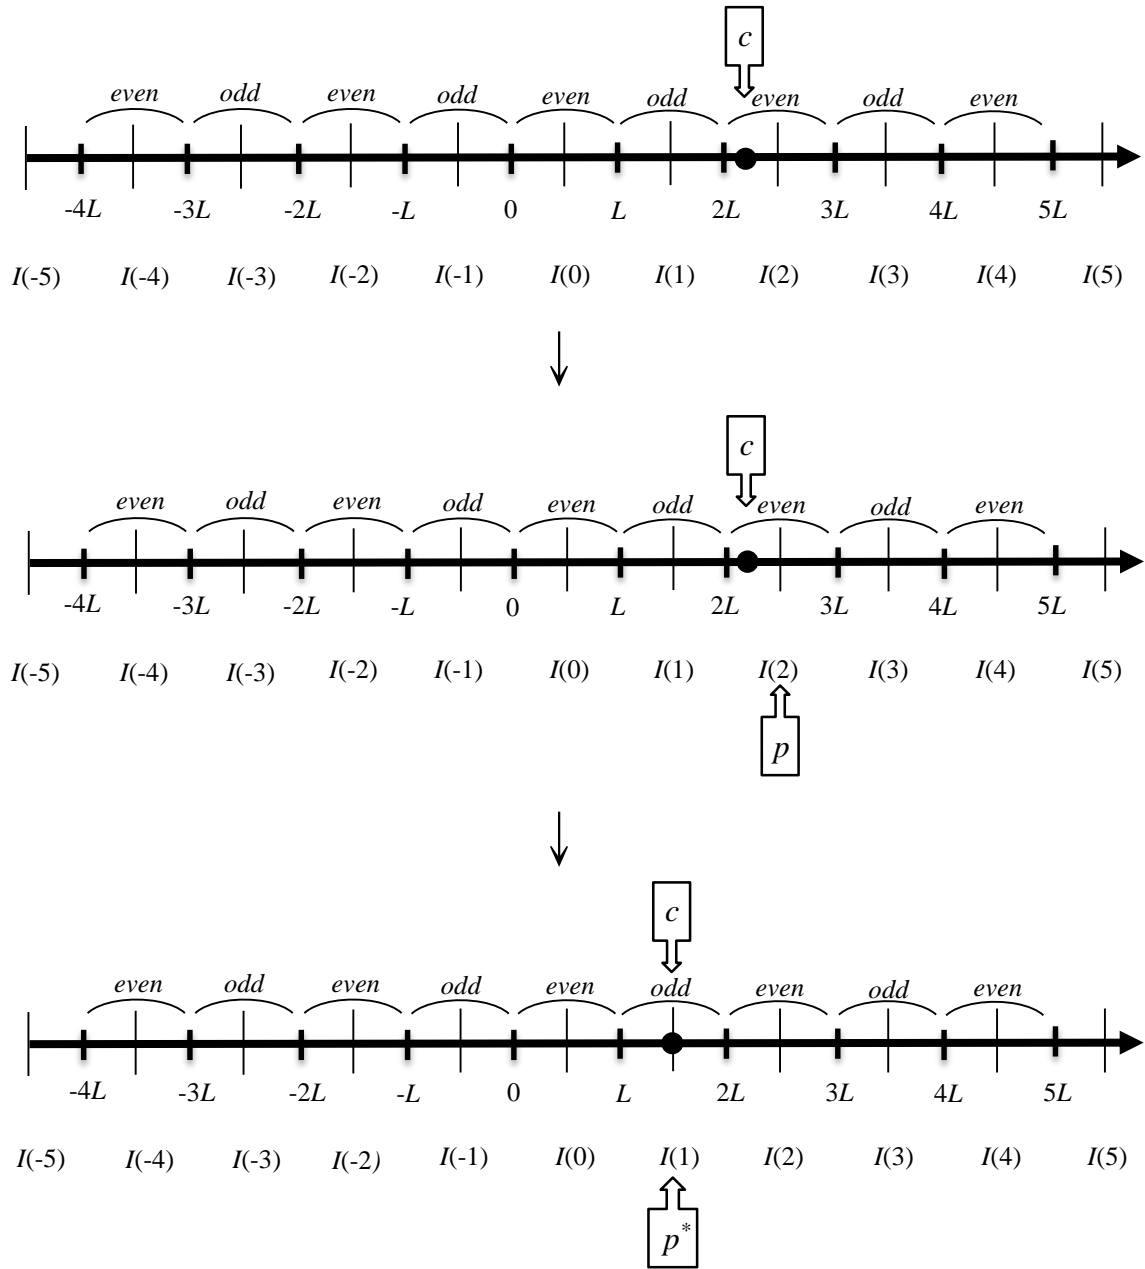 c
even odd even odd even odd even odd even
-4L -3L -2L -L 0 L 2L 3L 4L 5L
I(-5) I(-4) I(-3) I(-2) I(-1) I(0) I(1) I(2) I(3) I(4) I(5)
c
even odd even odd even odd even odd even
-4L -3L -2L -L 0 L 2L 3L 4L 5L
I(-5) I(-4) I(-3) I(-2) I(-1) I(0) I(1) I(2) I(3) I(4) I(5)
p
c
even odd even odd even odd even odd even
-4L -3L -2L -L 0 L 2L 3L 4L 5L
I(-5) I(-4) I(-3) I(-2) I(-1) I(0) I(1) I(2) I(3) I(4) I(5)
p*